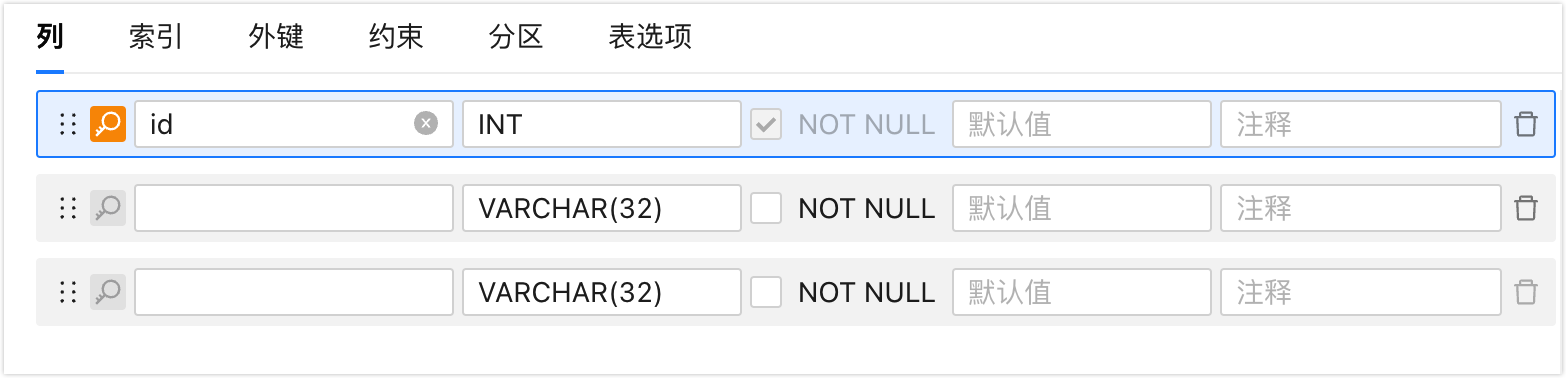 列 索引 外键 约束 分区 表选项
id INT NOT NULL 默认值 注释
VARCHAR(32) NOT NULL 默认值 注释
VARCHAR(32) NOT NULL 默认值 注释